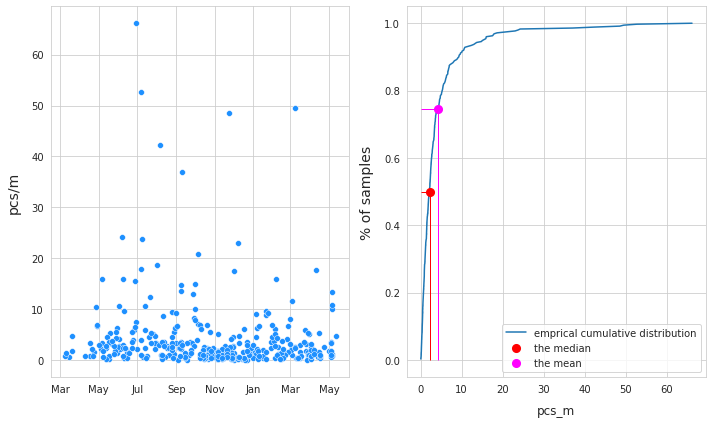 60
50
40
30
20
10
0
pcs/m
Mar May Jul Sep Nov Jan Mar May
1.0
0.8
0.6
0.4
0.2
0.0
% of samples
emprical cumulative distribution
the median
the mean
0 10 20 30 40 50 60
pcs_m